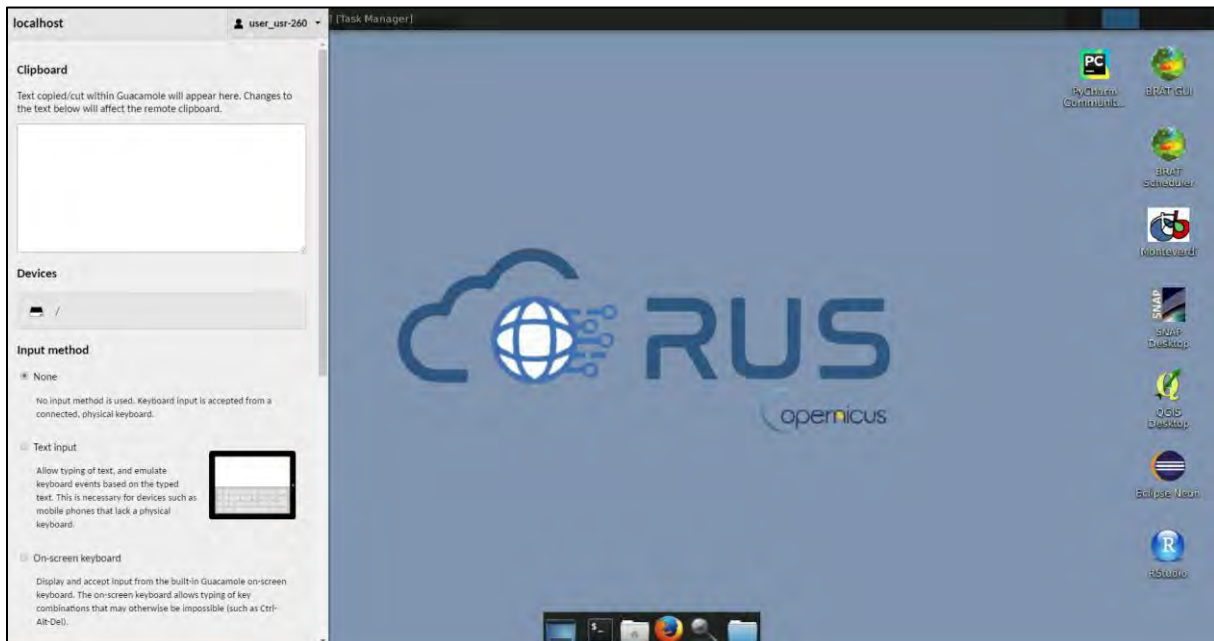 localhost
user_usr-260
[Task Manager]
Clipboard
Text copied/cut within Guacamole will appear here. Changes to
the text below will affect the remote clipboard.
Devices
/
Input method
None
No input method is used. Keyboard input is accepted from a
connected, physical keyboard.
Text input
Allow typing of text, and emulate
keyboard events based on the typed
text. This is necessary for devices such as
mobile phones that lack a physical
keyboard.
On-screen keyboard
Display and accept input from the built-in Guacamole on-screen
keyboard. The on-screen keyboard allows typing of key
combinations that may otherwise be impossible (such as Ctrl-
Alt-Del).
RUS
opernicus
PC
PyCharm
Communit...
BRAT GUI
BRAT
Scheduler
Monteverdi
SNAP
SNAP
Desktop
QGIS
Desktop
Eclipse Neon
R
RStudio
$_